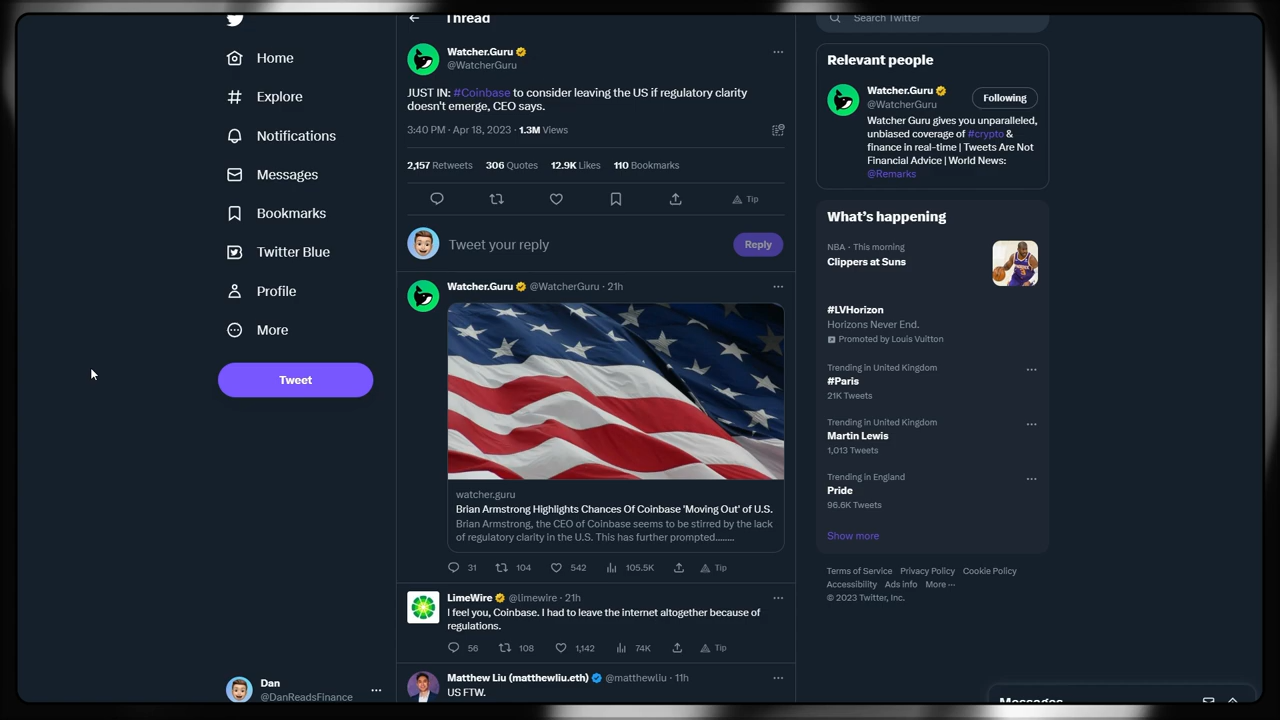 Home
Explore
Notifications
Messages
Bookmarks
Twitter Blue
Profile
More
Tweet
Dan
@DanReadsFinance
Thread
Watcher.Guru
@WatcherGuru
JUST IN: #Coinbase to consider leaving the US if regulatory clarity
doesn't emerge, CEO says.
3:40 PM · Apr 18, 2023 · 1.3M Views
2,157 Retweets 306 Quotes 12.9K Likes 110 Bookmarks
Tip
Tweet your reply
Reply
Watcher.Guru @WatcherGuru · 21h
watcher.guru
Brian Armstrong Highlights Chances Of Coinbase 'Moving Out' of U.S.
Brian Armstrong, the CEO of Coinbase seems to be stirred by the lack
of regulatory clarity in the U.S. This has further prompted........
31 104 542 105.5K Tip
LimeWire @limewire · 21h
I feel you, Coinbase. I had to leave the internet altogether because of
regulations.
56 108 1,142 74K Tip
Matthew Liu (matthewliu.eth) @matthewliu · 11h
US FTW.
Search Twitter
Relevant people
Watcher.Guru
@WatcherGuru
Following
Watcher Guru gives you unparalleled,
unbiased coverage of #crypto &
finance in real-time | Tweets Are Not
Financial Advice | World News:
@Remarks
What's happening
NBA · This morning
Clippers at Suns
#LVHorizon
Horizons Never End.
Promoted by Louis Vuitton
Trending in United Kingdom
#Paris
21K Tweets
Trending in United Kingdom
Martin Lewis
1,013 Tweets
Trending in England
Pride
96.6K Tweets
Show more
Terms of Service Privacy Policy Cookie Policy
Accessibility Ads info More ···
© 2023 Twitter, Inc.
Messages